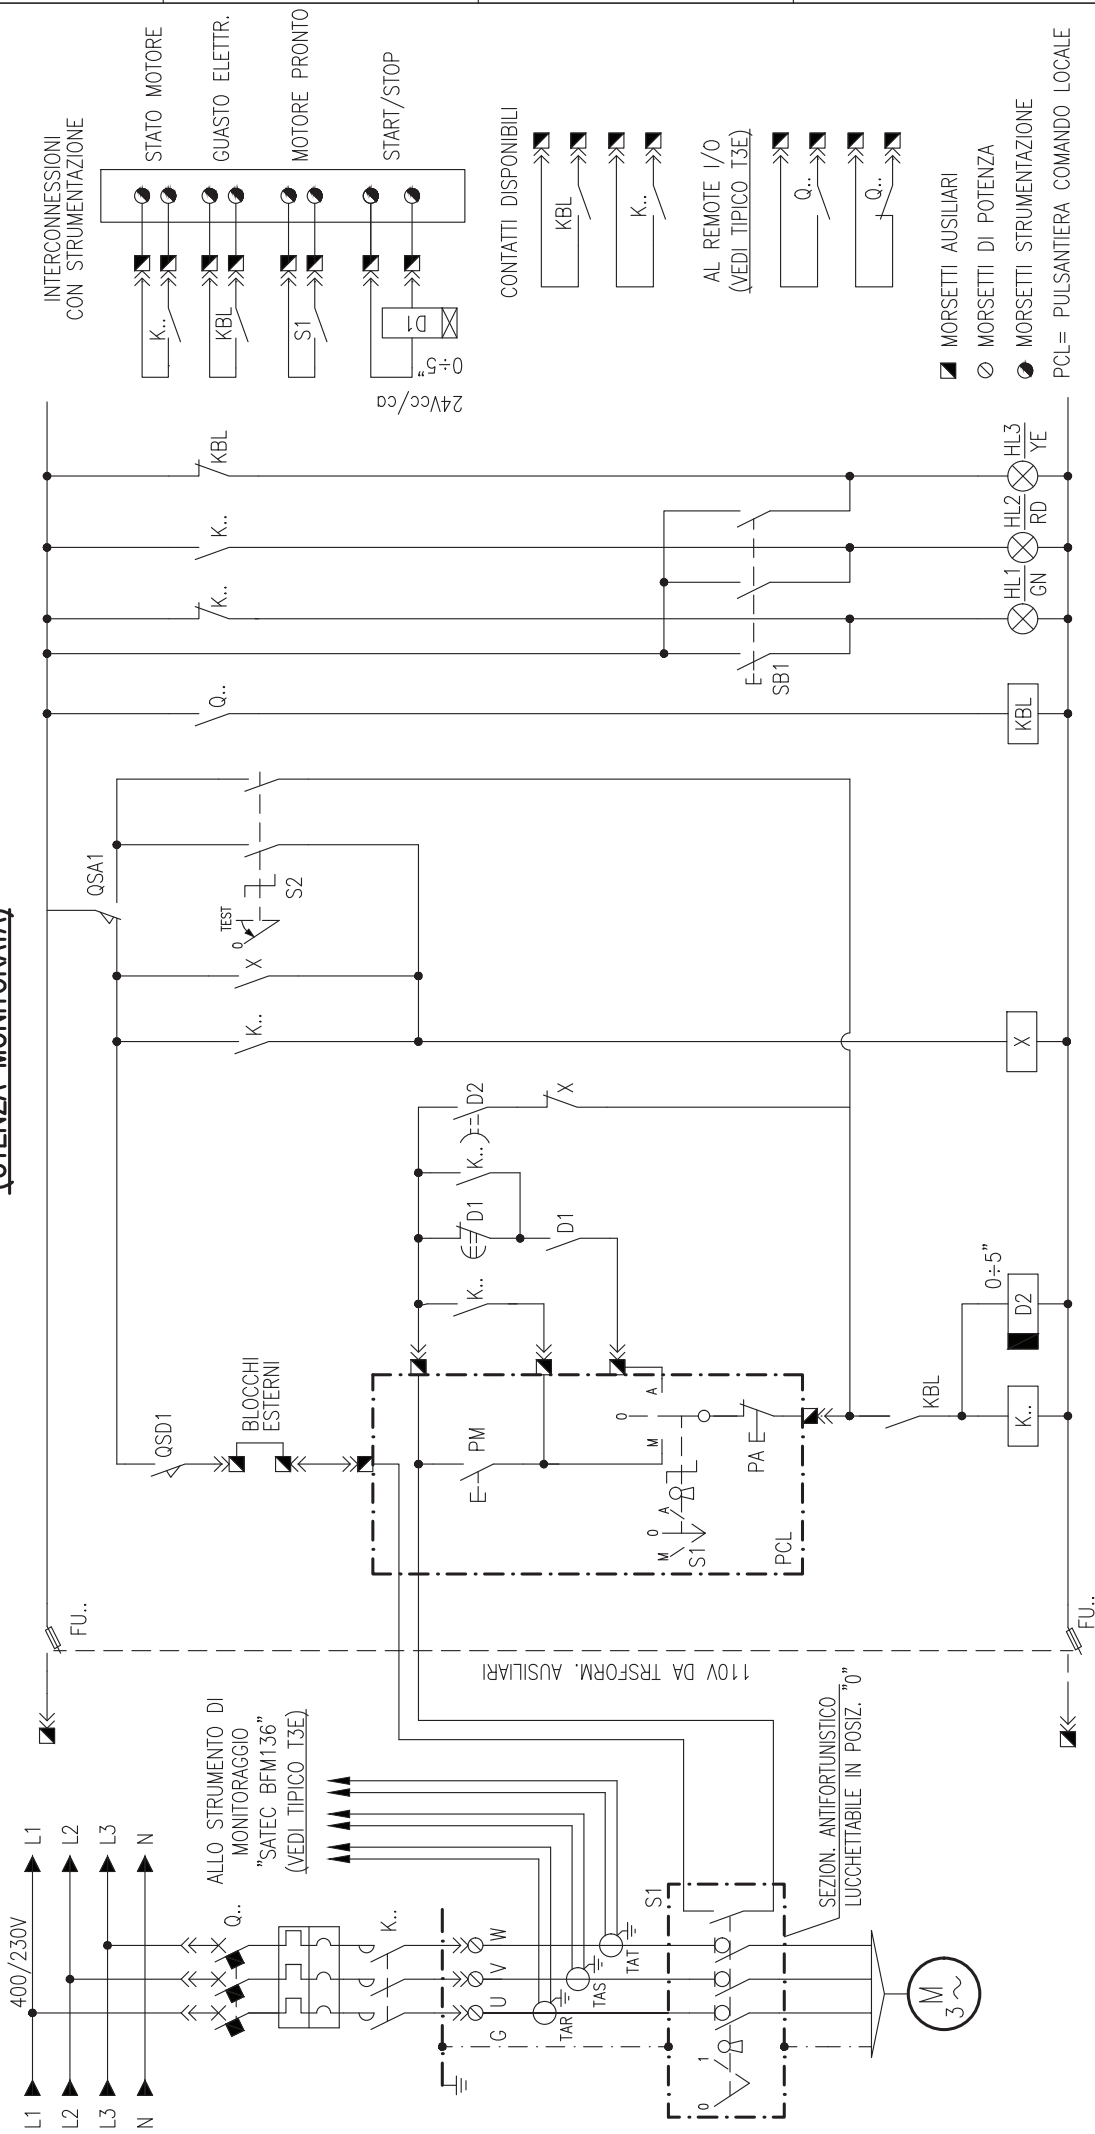 (UTENZA MONITORATA)
400/230V
L1
L2
L3
N
L1
L2
L3
N
Q..
K..
G
U
V
W
TAR
TAS
TAT
ALLO STRUMENTO DI
MONITORAGGIO
"SATEC BFM136"
(VEDI TIPICO T3E)
S1
0
1
SEZION. ANTIFORTUNISTICO
LUCCHETTABILE IN POSIZ. "0"
M
3~
FU..
FU..
110V DA TRSFORM. AUSILIARI
QSD1
BLOCCHI
ESTERNI
PM
M
0
A
S1
M
0
A
PA
PCL
K..
D1
D1
K..
D2
X
KBL
K..
D2
0÷5"
K..
X
X
QSA1
0
TEST
S2
Q..
KBL
K..
K..
KBL
SB1
HL1
GN
HL2
RD
HL3
YE
INTERCONNESSIONI
CON STRUMENTAZIONE
K..
STATO MOTORE
KBL
GUASTO ELETTR.
S1
MOTORE PRONTO
D1
START/STOP
0÷5"
24Vcc/ca
CONTATTI DISPONIBILI
KBL
K..
AL REMOTE I/O
(VEDI TIPICO T3E)
Q..
Q..
MORSETTI AUSILIARI
MORSETTI DI POTENZA
MORSETTI STRUMENTAZIONE
PCL= PULSANTIERA COMANDO LOCALE